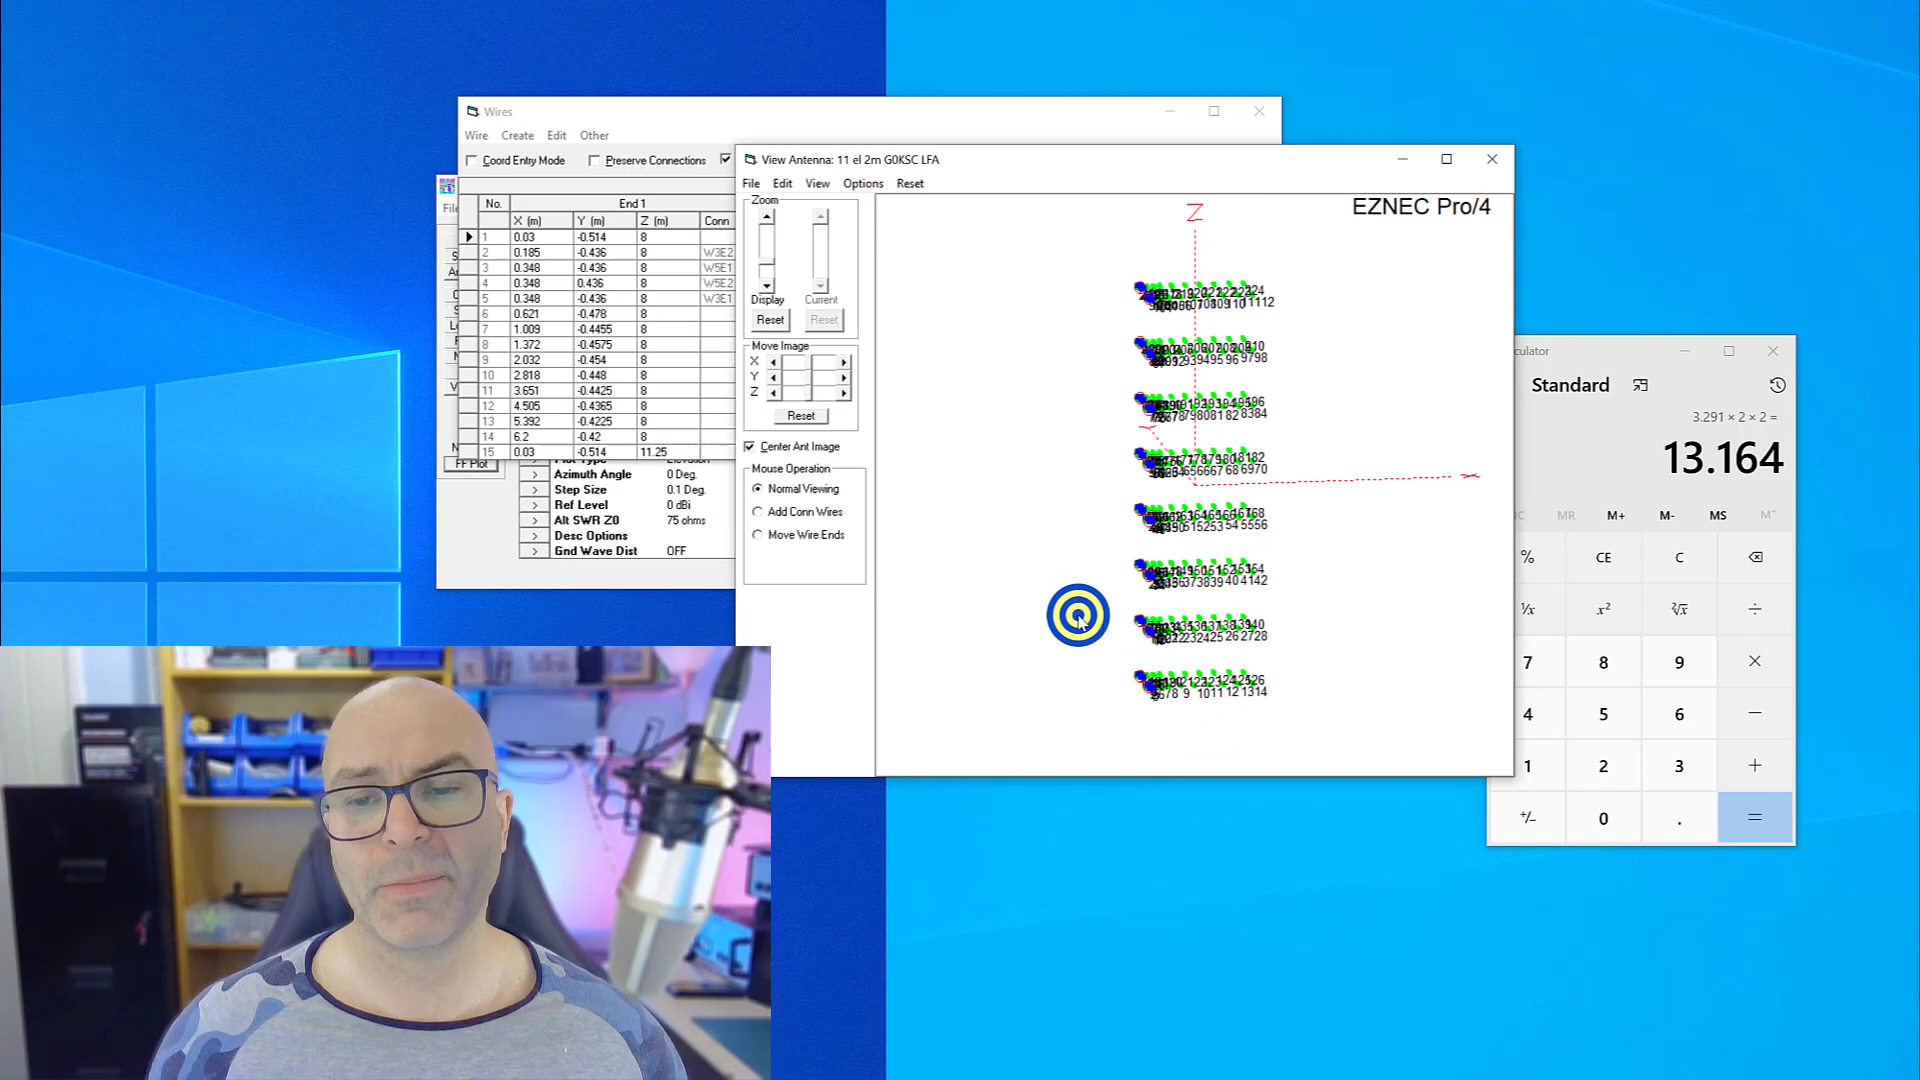 Wires
Wire Create Edit Other
Coord Entry Mode Preserve Connections
No. End 1
X (m) Y (m) Z (m) Conn
1 0.03 -0.514 8
2 0.185 -0.436 8 W3E2
3 0.348 -0.436 8 W5E1
4 0.348 0.436 8 W5E2
5 0.348 -0.436 8 W3E1
6 0.621 -0.478 8
7 1.009 -0.4455 8
8 1.372 -0.4575 8
9 2.032 -0.454 8
10 2.818 -0.448 8
11 3.651 -0.4425 8
12 4.505 -0.4365 8
13 5.392 -0.4225 8
14 6.2 -0.42 8
15 0.03 -0.514 11.25
FF Plot
Azimuth Angle 0 Deg.
Step Size 0.1 Deg.
Ref Level 0 dBi
Alt SWR Z0 75 ohms
Desc Options
Gnd Wave Dist OFF
View Antenna: 11 el 2m G0KSC LFA
File Edit View Options Reset
Zoom
Display Current
Reset Reset
Move Image
X
Y
Z
Reset
Center Ant Image
Mouse Operation
Normal Viewing
Add Conn Wires
Move Wire Ends
EZNEC Pro/4
Z
Standard
3.291 × 2 × 2 =
13.164
MR M+ M- MS
% CE C
¹/x x² ²√x ÷
7 8 9 ×
4 5 6 −
1 2 3 +
+/- 0 . =